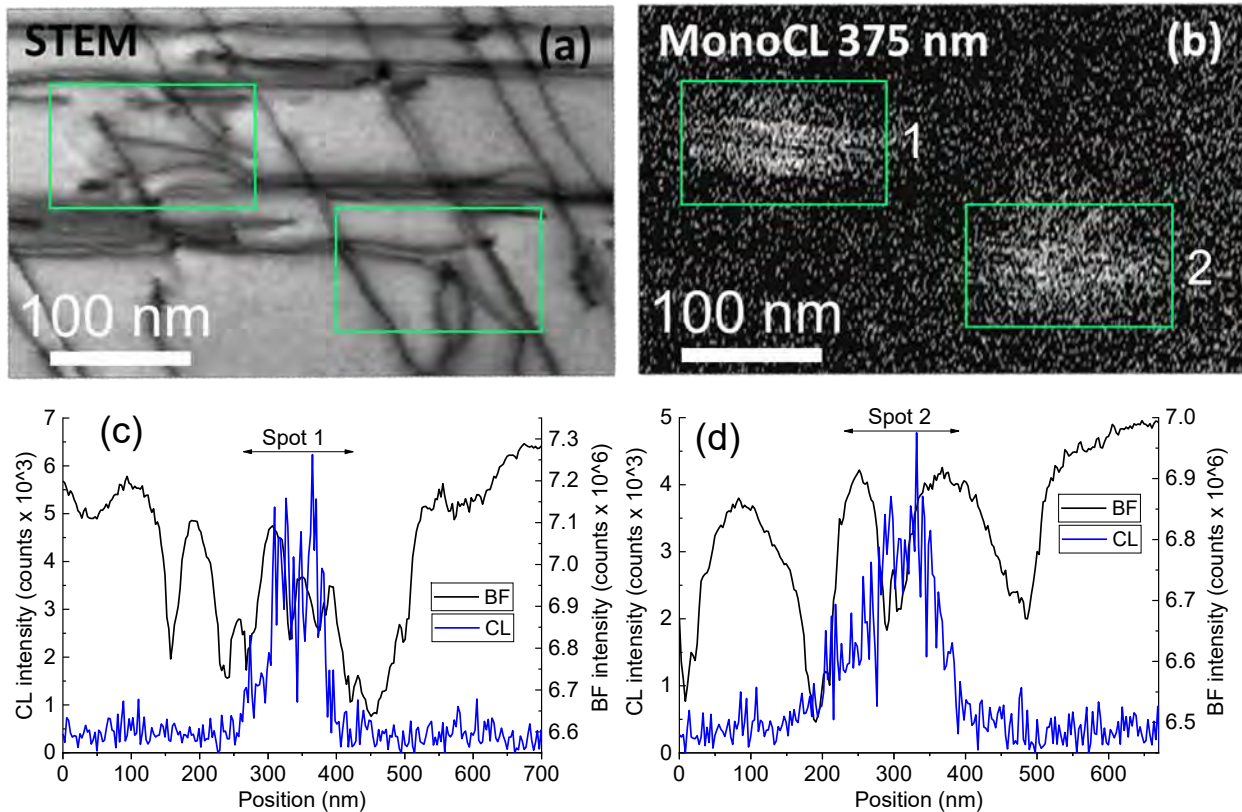 STEM
(a)
100 nm
MonoCL 375 nm
(b)
1
2
100 nm
(c)
Spot 1
BF
CL
CL intensity (counts x 10^3)
7
6
5
4
3
2
1
0
BF intensity (counts x 10^6)
7.3
7.2
7.1
7.0
6.9
6.8
6.7
6.6
0 100 200 300 400 500 600 700
Position (nm)
(d)
Spot 2
BF
CL
CL intensity (counts x 10^3)
5
4
3
2
1
0
BF intensity (counts x 10^6)
7.0
6.9
6.8
6.7
6.6
6.5
0 100 200 300 400 500 600
Position (nm)